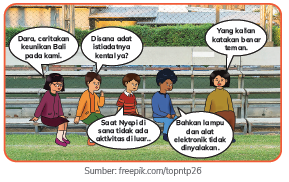 Dara, ceritakan
keunikan Bali
pada kami.
Disana adat
istiadatnya
kental ya?
Saat Nyepi di
sana tidak ada
aktivitas di luar..
Bahkan lampu
dan alat
elektronik tidak
dinyalakan.
Yang kalian
katakan benar
teman.
Sumber: freepik.com/topntp26